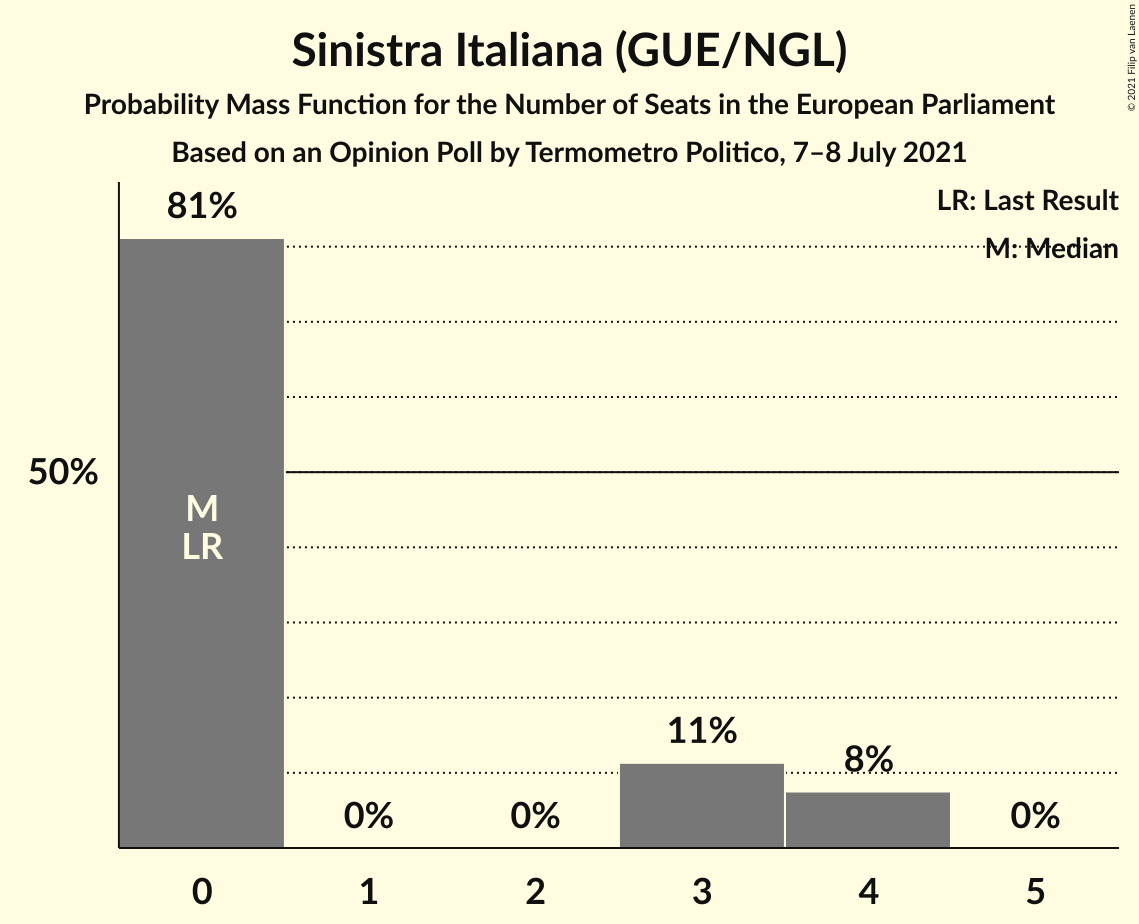 Sinistra Italiana (GUE/NGL)
Probability Mass Function for the Number of Seats in the European Parliament
Based on an Opinion Poll by Termometro Politico, 7–8 July 2021
© 2021 Filip van Laenen
LR: Last Result
M: Median
81%
50%
M
LR
0%
0%
11%
8%
0%
0 1 2 3 4 5